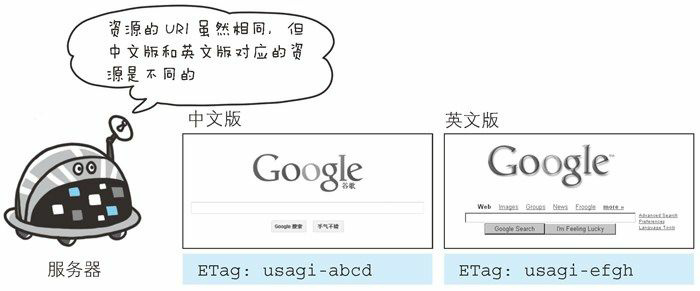 资源的 URI 虽然相同，但
中文版和英文版对应的资
源是不同的
中文版
英文版
Google
谷歌
Google 搜索
手气不错
Google™
Web Images Groups News Froogle more »
Advanced Search
Preferences
Language Tools
Google Search
I'm Feeling Lucky
服务器
ETag: usagi-abcd
ETag: usagi-efgh